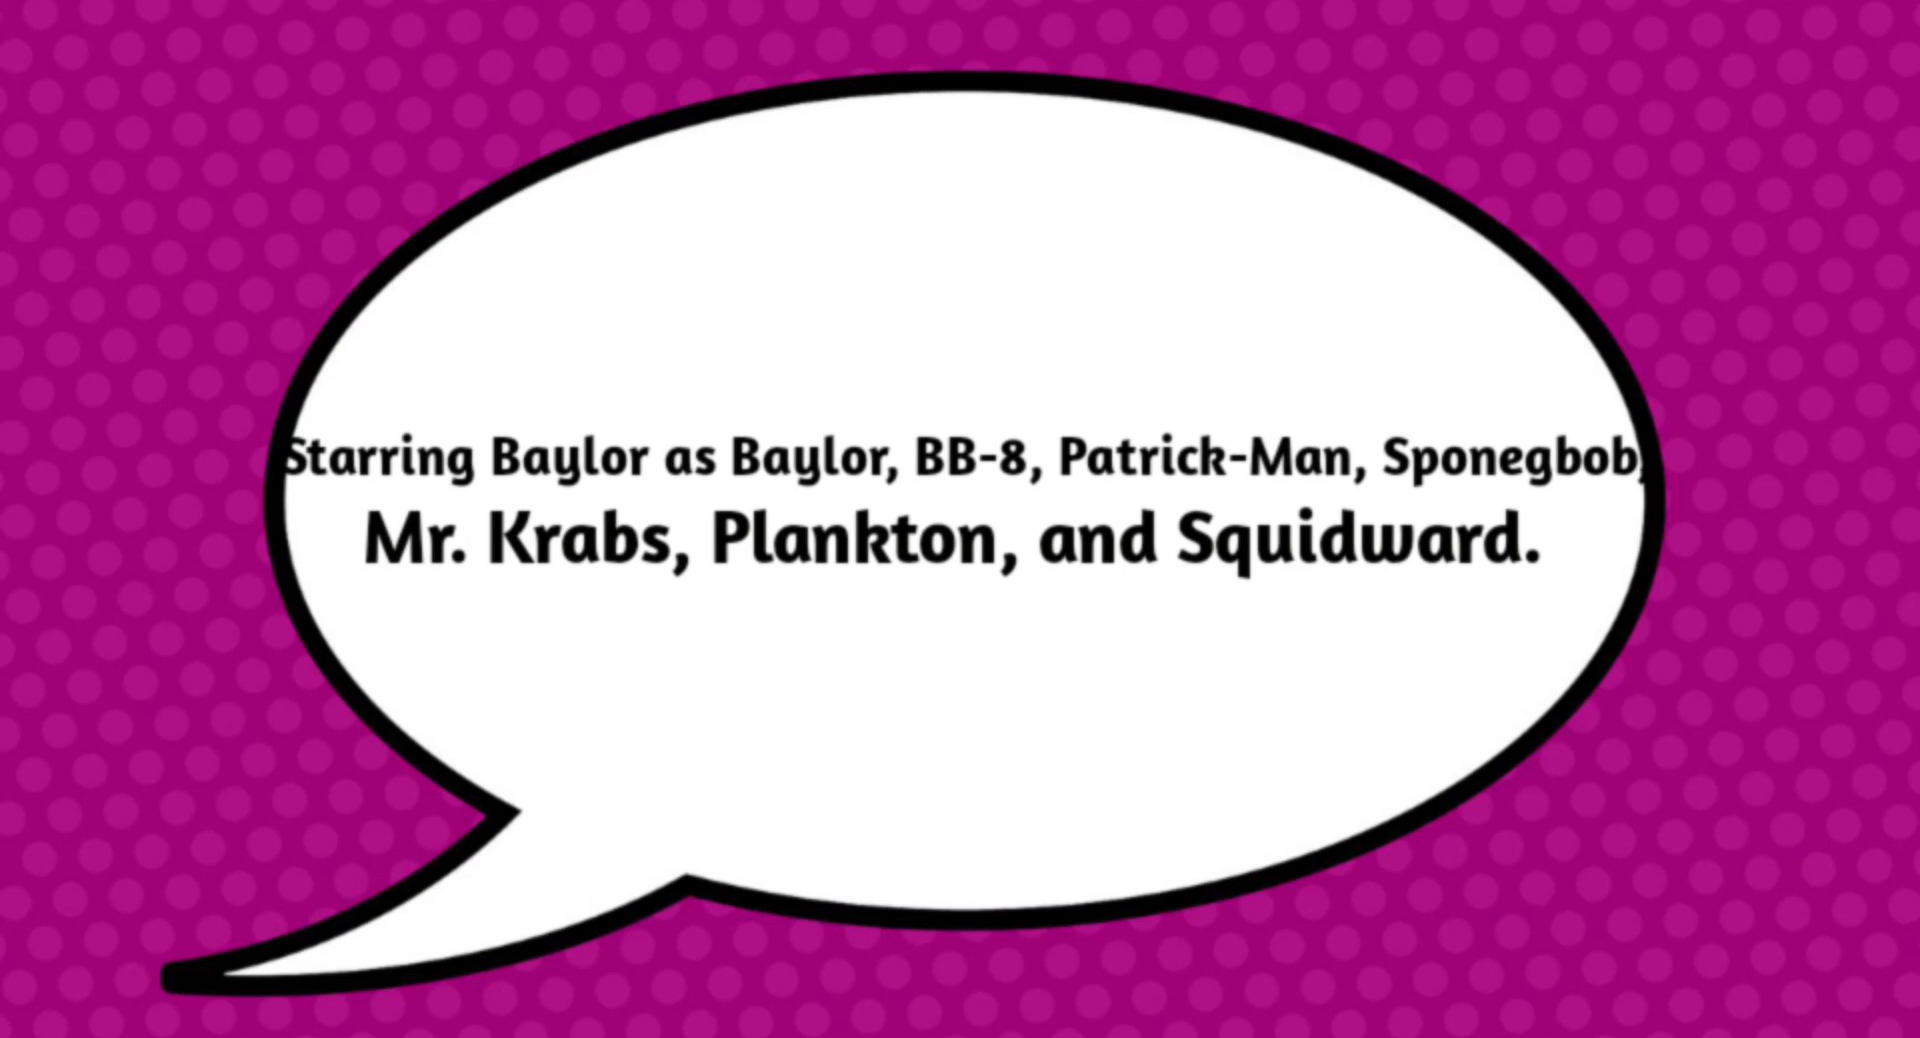 Starring Baylor as Baylor, BB-8, Patrick-Man, Sponegbob,
Mr. Krabs, Plankton, and Squidward.